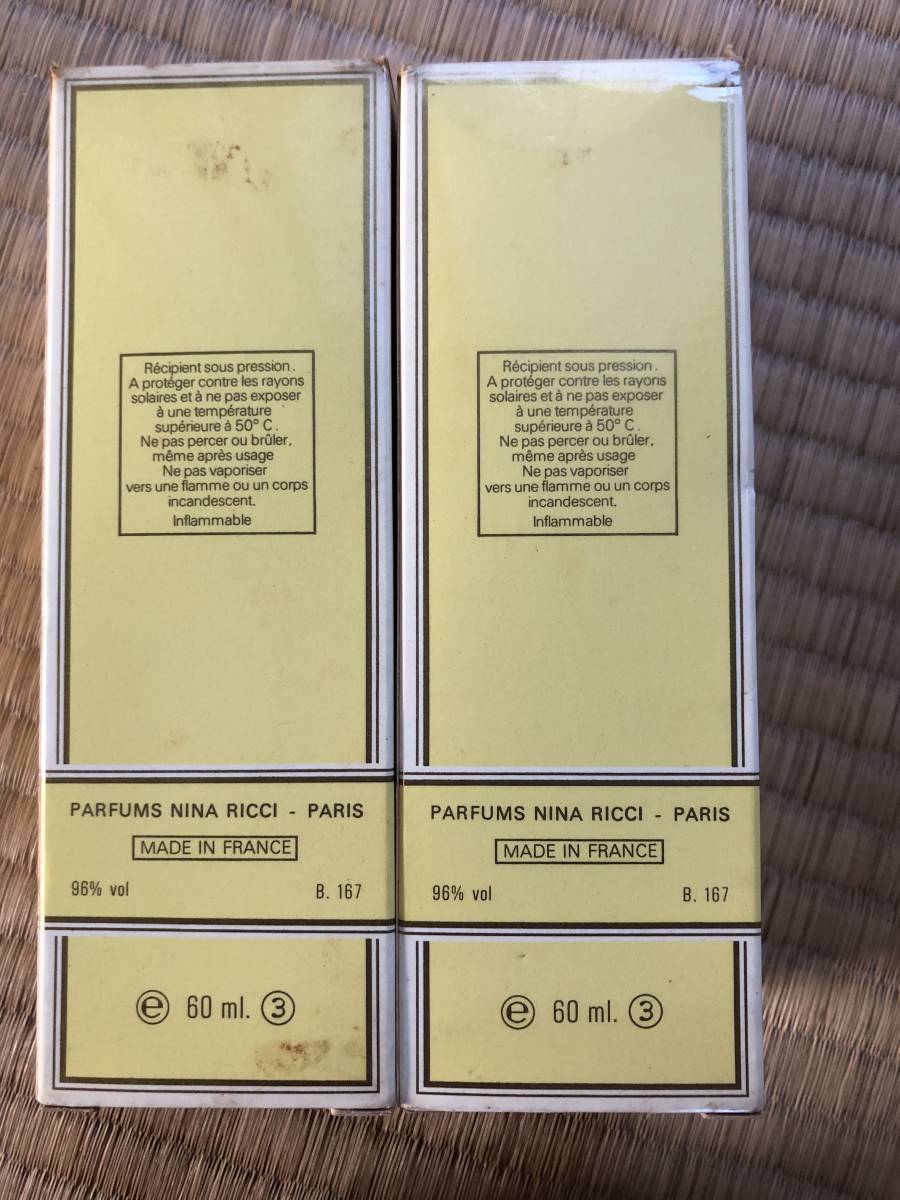 Récipient sous pression.
A protéger contre les rayons
solaires et à ne pas exposer
à une température
supérieure à 50° C.
Ne pas percer ou brûler,
même après usage
Ne pas vaporiser
vers une flamme ou un corps
incandescent.
Inflammable
PARFUMS NINA RICCI - PARIS
MADE IN FRANCE
96% vol B. 167
e 60 ml. 3
Récipient sous pression.
A protéger contre les rayons
solaires et à ne pas exposer
à une température
supérieure à 50° C.
Ne pas percer ou brûler,
même après usage
Ne pas vaporiser
vers une flamme ou un corps
incandescent.
Inflammable
PARFUMS NINA RICCI - PARIS
MADE IN FRANCE
96% vol B. 167
e 60 ml. 3